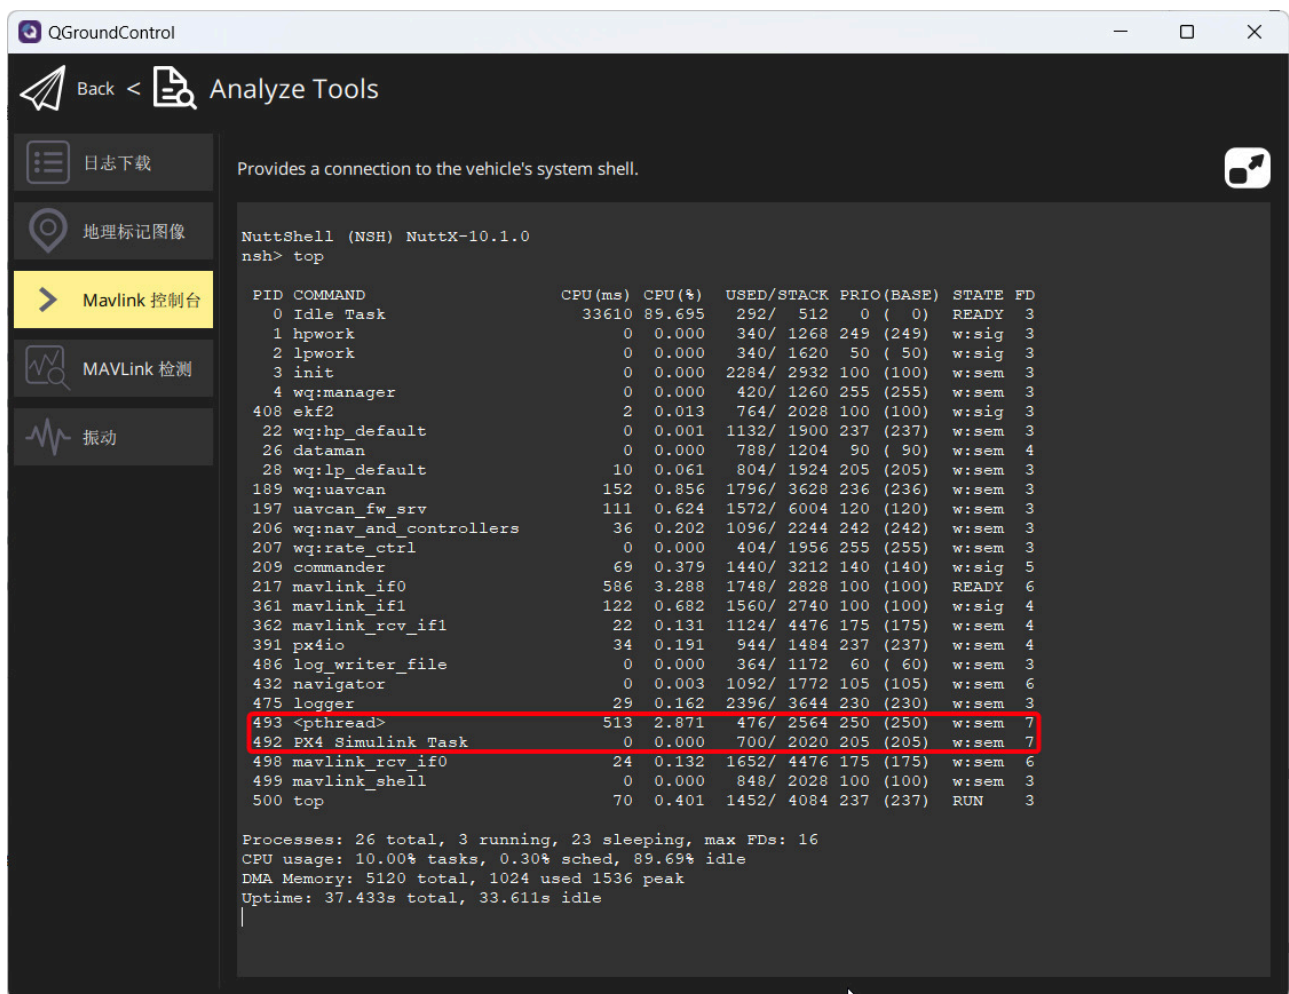 QGroundControl
Back < Analyze Tools
日志下载
地理标记图像
Mavlink 控制台
MAVLink 检测
振动
Provides a connection to the vehicle's system shell.
NuttShell (NSH) NuttX-10.1.0
nsh> top
PID COMMAND CPU(ms) CPU(%) USED/STACK PRIO(BASE) STATE FD
0 Idle Task 33610 89.695 292/ 512 0 ( 0) READY 3
1 hpwork 0 0.000 340/ 1268 249 (249) w:sig 3
2 lpwork 0 0.000 340/ 1620 50 ( 50) w:sig 3
3 init 0 0.000 2284/ 2932 100 (100) w:sem 3
4 wq:manager 0 0.000 420/ 1260 255 (255) w:sem 3
408 ekf2 2 0.013 764/ 2028 100 (100) w:sig 3
22 wq:hp_default 0 0.001 1132/ 1900 237 (237) w:sem 3
26 dataman 0 0.000 788/ 1204 90 ( 90) w:sem 4
28 wq:lp_default 10 0.061 804/ 1924 205 (205) w:sem 3
189 wq:uavcan 152 0.856 1796/ 3628 236 (236) w:sem 3
197 uavcan_fw_srv 111 0.624 1572/ 6004 120 (120) w:sem 3
206 wq:nav_and_controllers 36 0.202 1096/ 2244 242 (242) w:sem 3
207 wq:rate_ctrl 0 0.000 404/ 1956 255 (255) w:sem 3
209 commander 69 0.379 1440/ 3212 140 (140) w:sig 5
217 mavlink_if0 586 3.288 1748/ 2828 100 (100) READY 6
361 mavlink_if1 122 0.682 1560/ 2740 100 (100) w:sig 4
362 mavlink_rcv_if1 22 0.131 1124/ 4476 175 (175) w:sem 4
391 px4io 34 0.191 944/ 1484 237 (237) w:sem 4
486 log_writer_file 0 0.000 364/ 1172 60 ( 60) w:sem 3
432 navigator 0 0.003 1092/ 1772 105 (105) w:sem 6
475 logger 29 0.162 2396/ 3644 230 (230) w:sem 3
493 <pthread> 513 2.871 476/ 2564 250 (250) w:sem 7
492 PX4 Simulink Task 0 0.000 700/ 2020 205 (205) w:sem 7
498 mavlink_rcv_if0 24 0.132 1652/ 4476 175 (175) w:sem 6
499 mavlink_shell 0 0.000 848/ 2028 100 (100) w:sem 3
500 top 70 0.401 1452/ 4084 237 (237) RUN 3
Processes: 26 total, 3 running, 23 sleeping, max FDs: 16
CPU usage: 10.00% tasks, 0.30% sched, 89.69% idle
DMA Memory: 5120 total, 1024 used 1536 peak
Uptime: 37.433s total, 33.611s idle